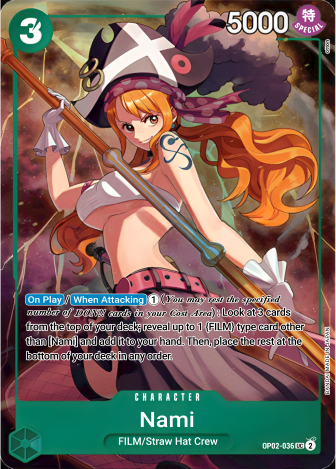 3
5000
特
SPECIAL
On Play / When Attacking ① (You may rest the specified
number of DON!! cards in your Cost Area): Look at 3 cards
from the top of your deck; reveal up to 1 {FILM} type card other
than [Nami] and add it to your hand. Then, place the rest at the
bottom of your deck in any order.
CHARACTER
Nami
FILM/Straw Hat Crew
OP02-036 UC 2